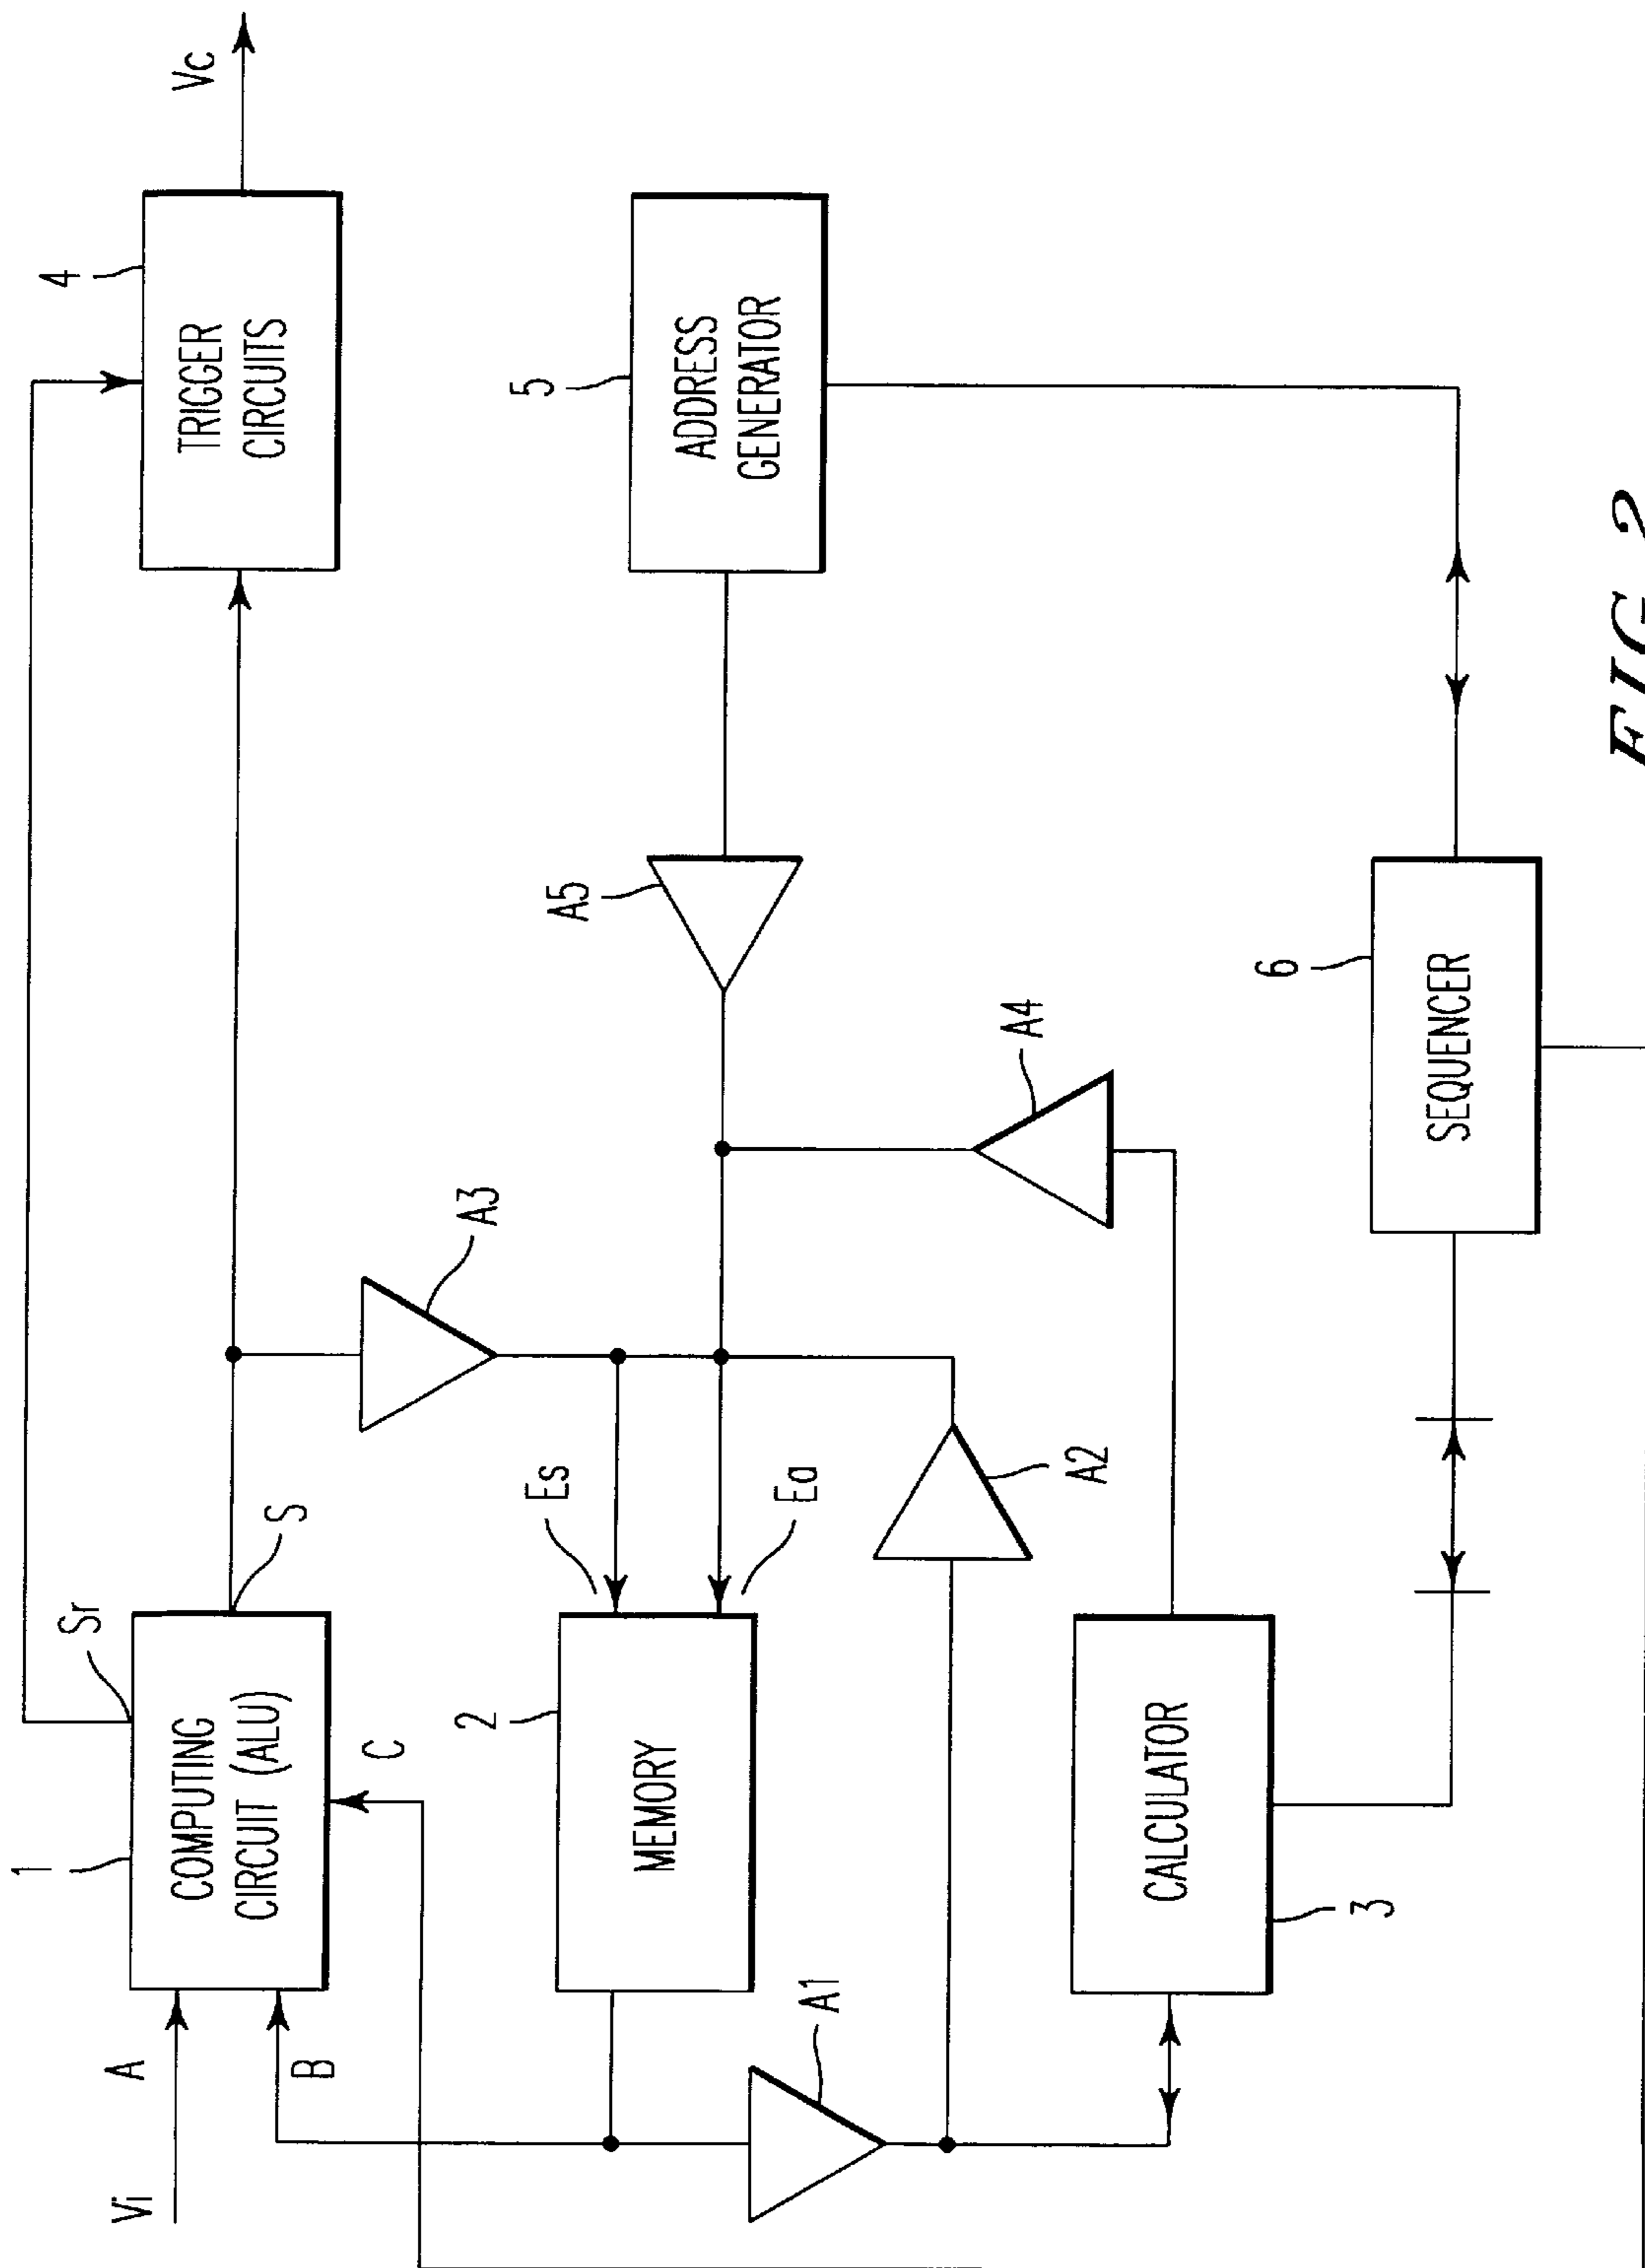 Vi
A
B
1
COMPUTING
CIRCUIT (ALU)
Sr
S
C
4
TRIGGER
CIRCUITS
Vc
2
MEMORY
Es
Ea
A3
A5
5
ADDRESS
GENERATOR
A1
A2
A4
CALCULATOR
3
6
SEQUENCER
FIG. 2